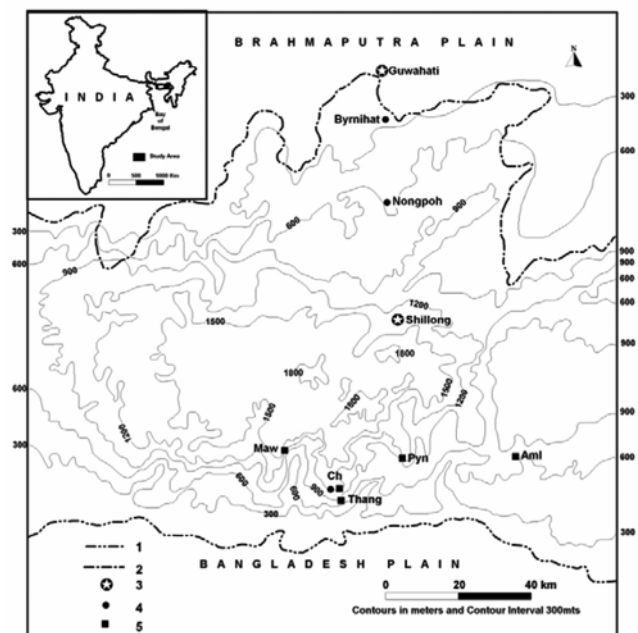 BRAHMAPUTRA PLAIN
N
INDIA
Bay
of
Bengal
Study Area
0 500 1000 Km
Guwahati
Byrnihat
300
600
Nongpoh
900
600
300
600
900
900
900
600
600
1200
Shillong
1500
1800
900
1800
1500
1200
600
1800
1500
1200
900
300
Maw
Pyn
Aml
600
Ch
600
600
900
Thang
300
300
1
2
3
4
5
BANGLADESH PLAIN
0 20 40 km
Contours in meters and Contour Interval 300mts